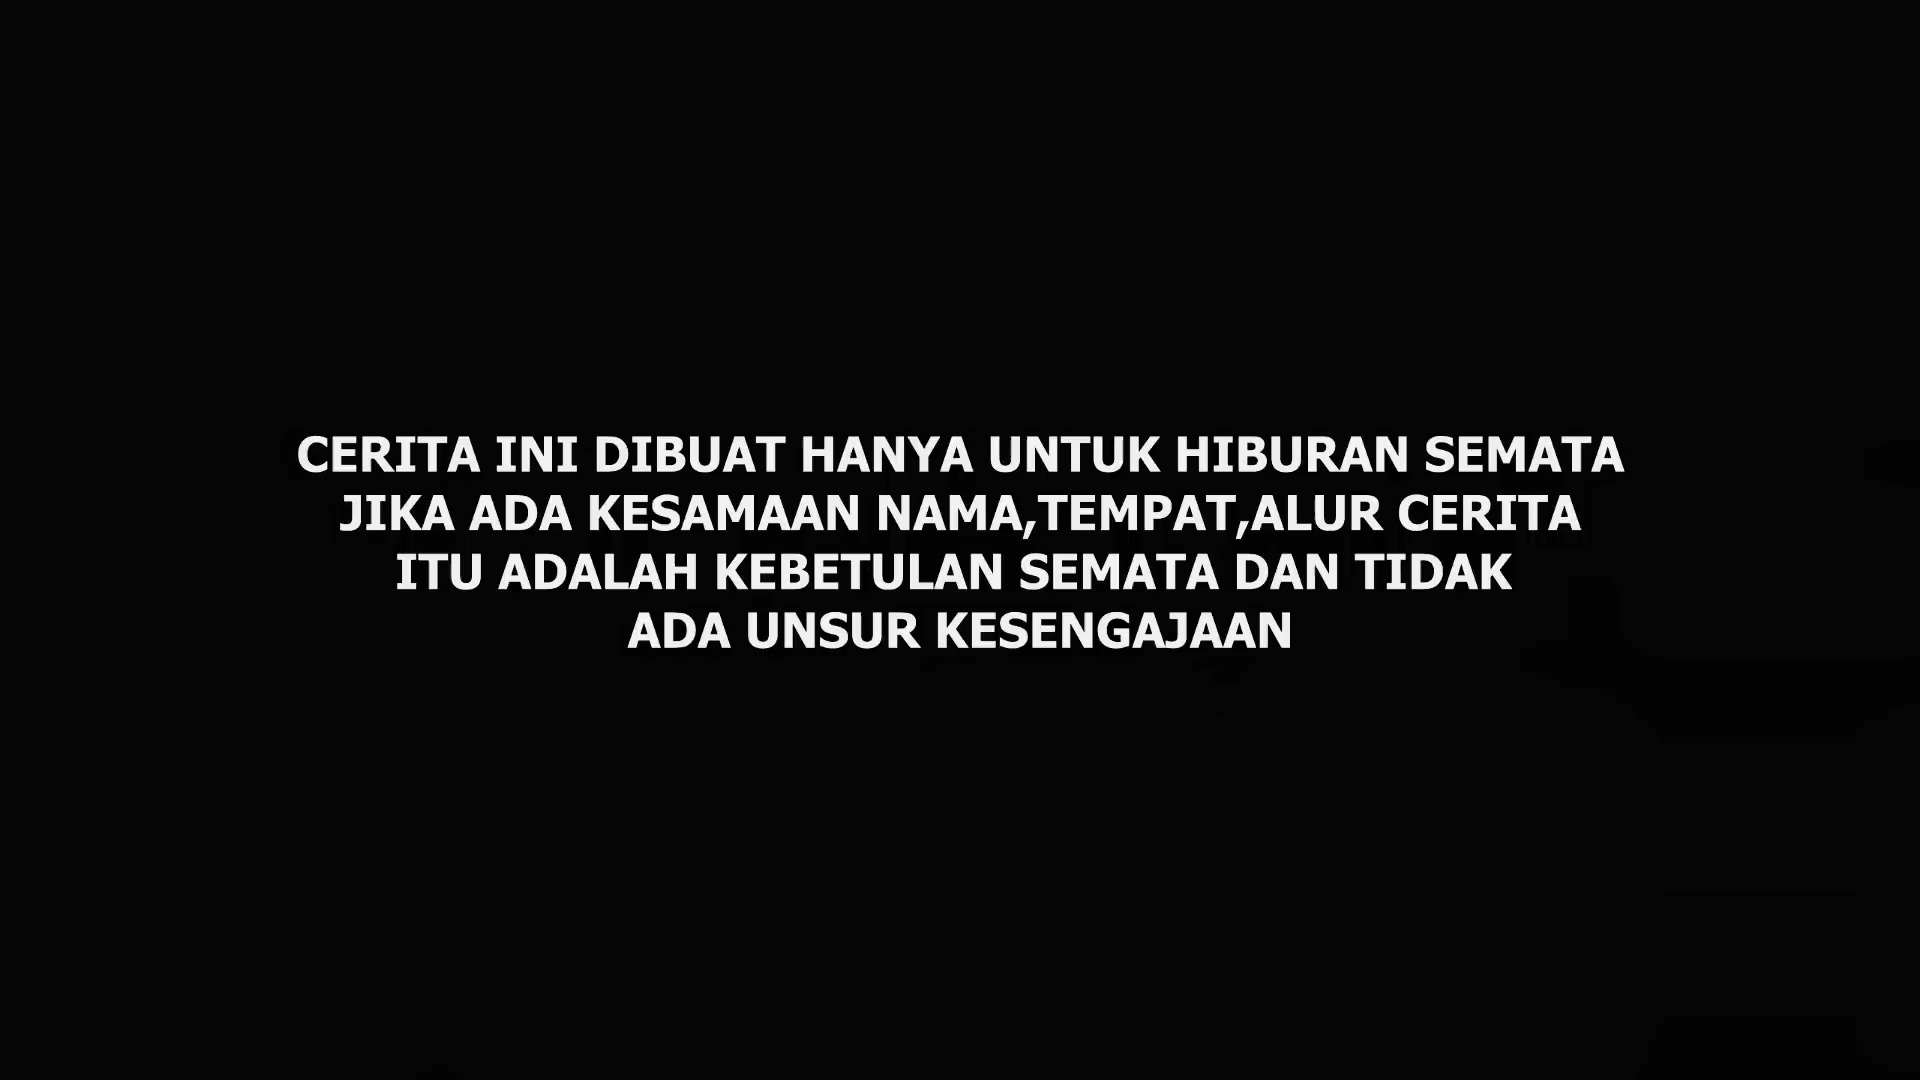 CERITA INI DIBUAT HANYA UNTUK HIBURAN SEMATA
JIKA ADA KESAMAAN NAMA,TEMPAT,ALUR CERITA
ITU ADALAH KEBETULAN SEMATA DAN TIDAK
ADA UNSUR KESENGAJAAN